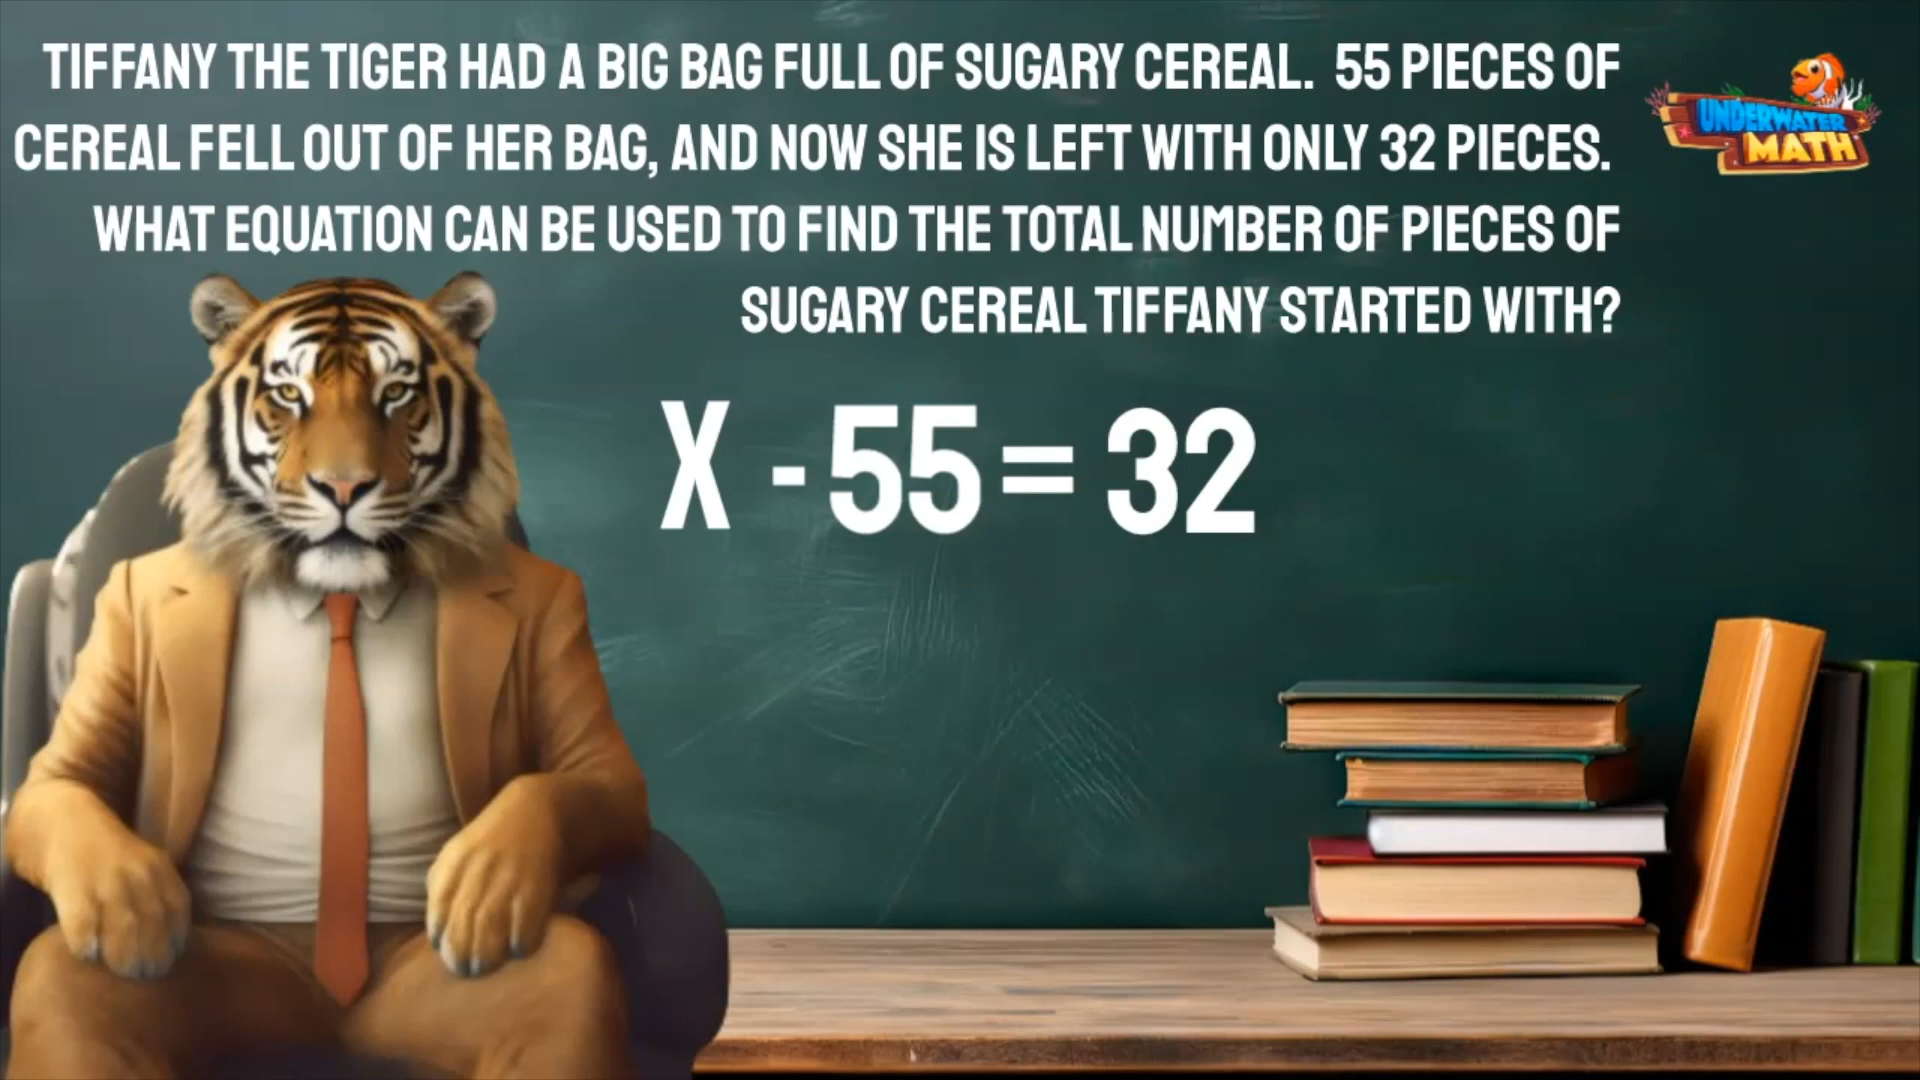 TIFFANY THE TIGER HAD A BIG BAG FULL OF SUGARY CEREAL. 55 PIECES OF
CEREAL FELL OUT OF HER BAG, AND NOW SHE IS LEFT WITH ONLY 32 PIECES.
WHAT EQUATION CAN BE USED TO FIND THE TOTAL NUMBER OF PIECES OF
SUGARY CEREAL TIFFANY STARTED WITH?
UNDERWATER
MATH
X - 55 = 32